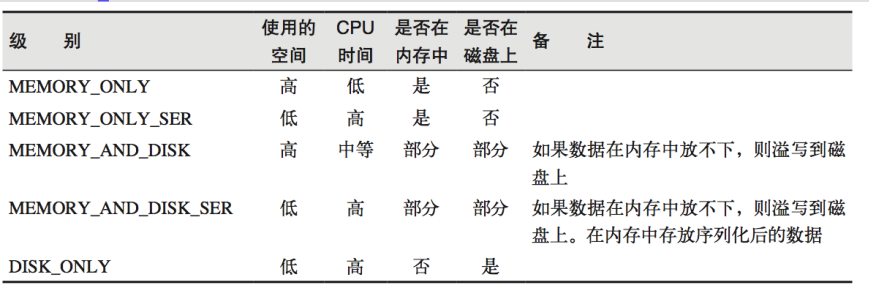 级 别 使用的空间 CPU时间 是否在内存中 是否在磁盘上 备 注
MEMORY_ONLY 高 低 是 否
MEMORY_ONLY_SER 低 高 是 否
MEMORY_AND_DISK 高 中等 部分 部分 如果数据在内存中放不下，则溢写到磁
盘上
MEMORY_AND_DISK_SER 低 高 部分 部分 如果数据在内存中放不下，则溢写到磁
盘上。在内存中存放序列化后的数据
DISK_ONLY 低 高 否 是